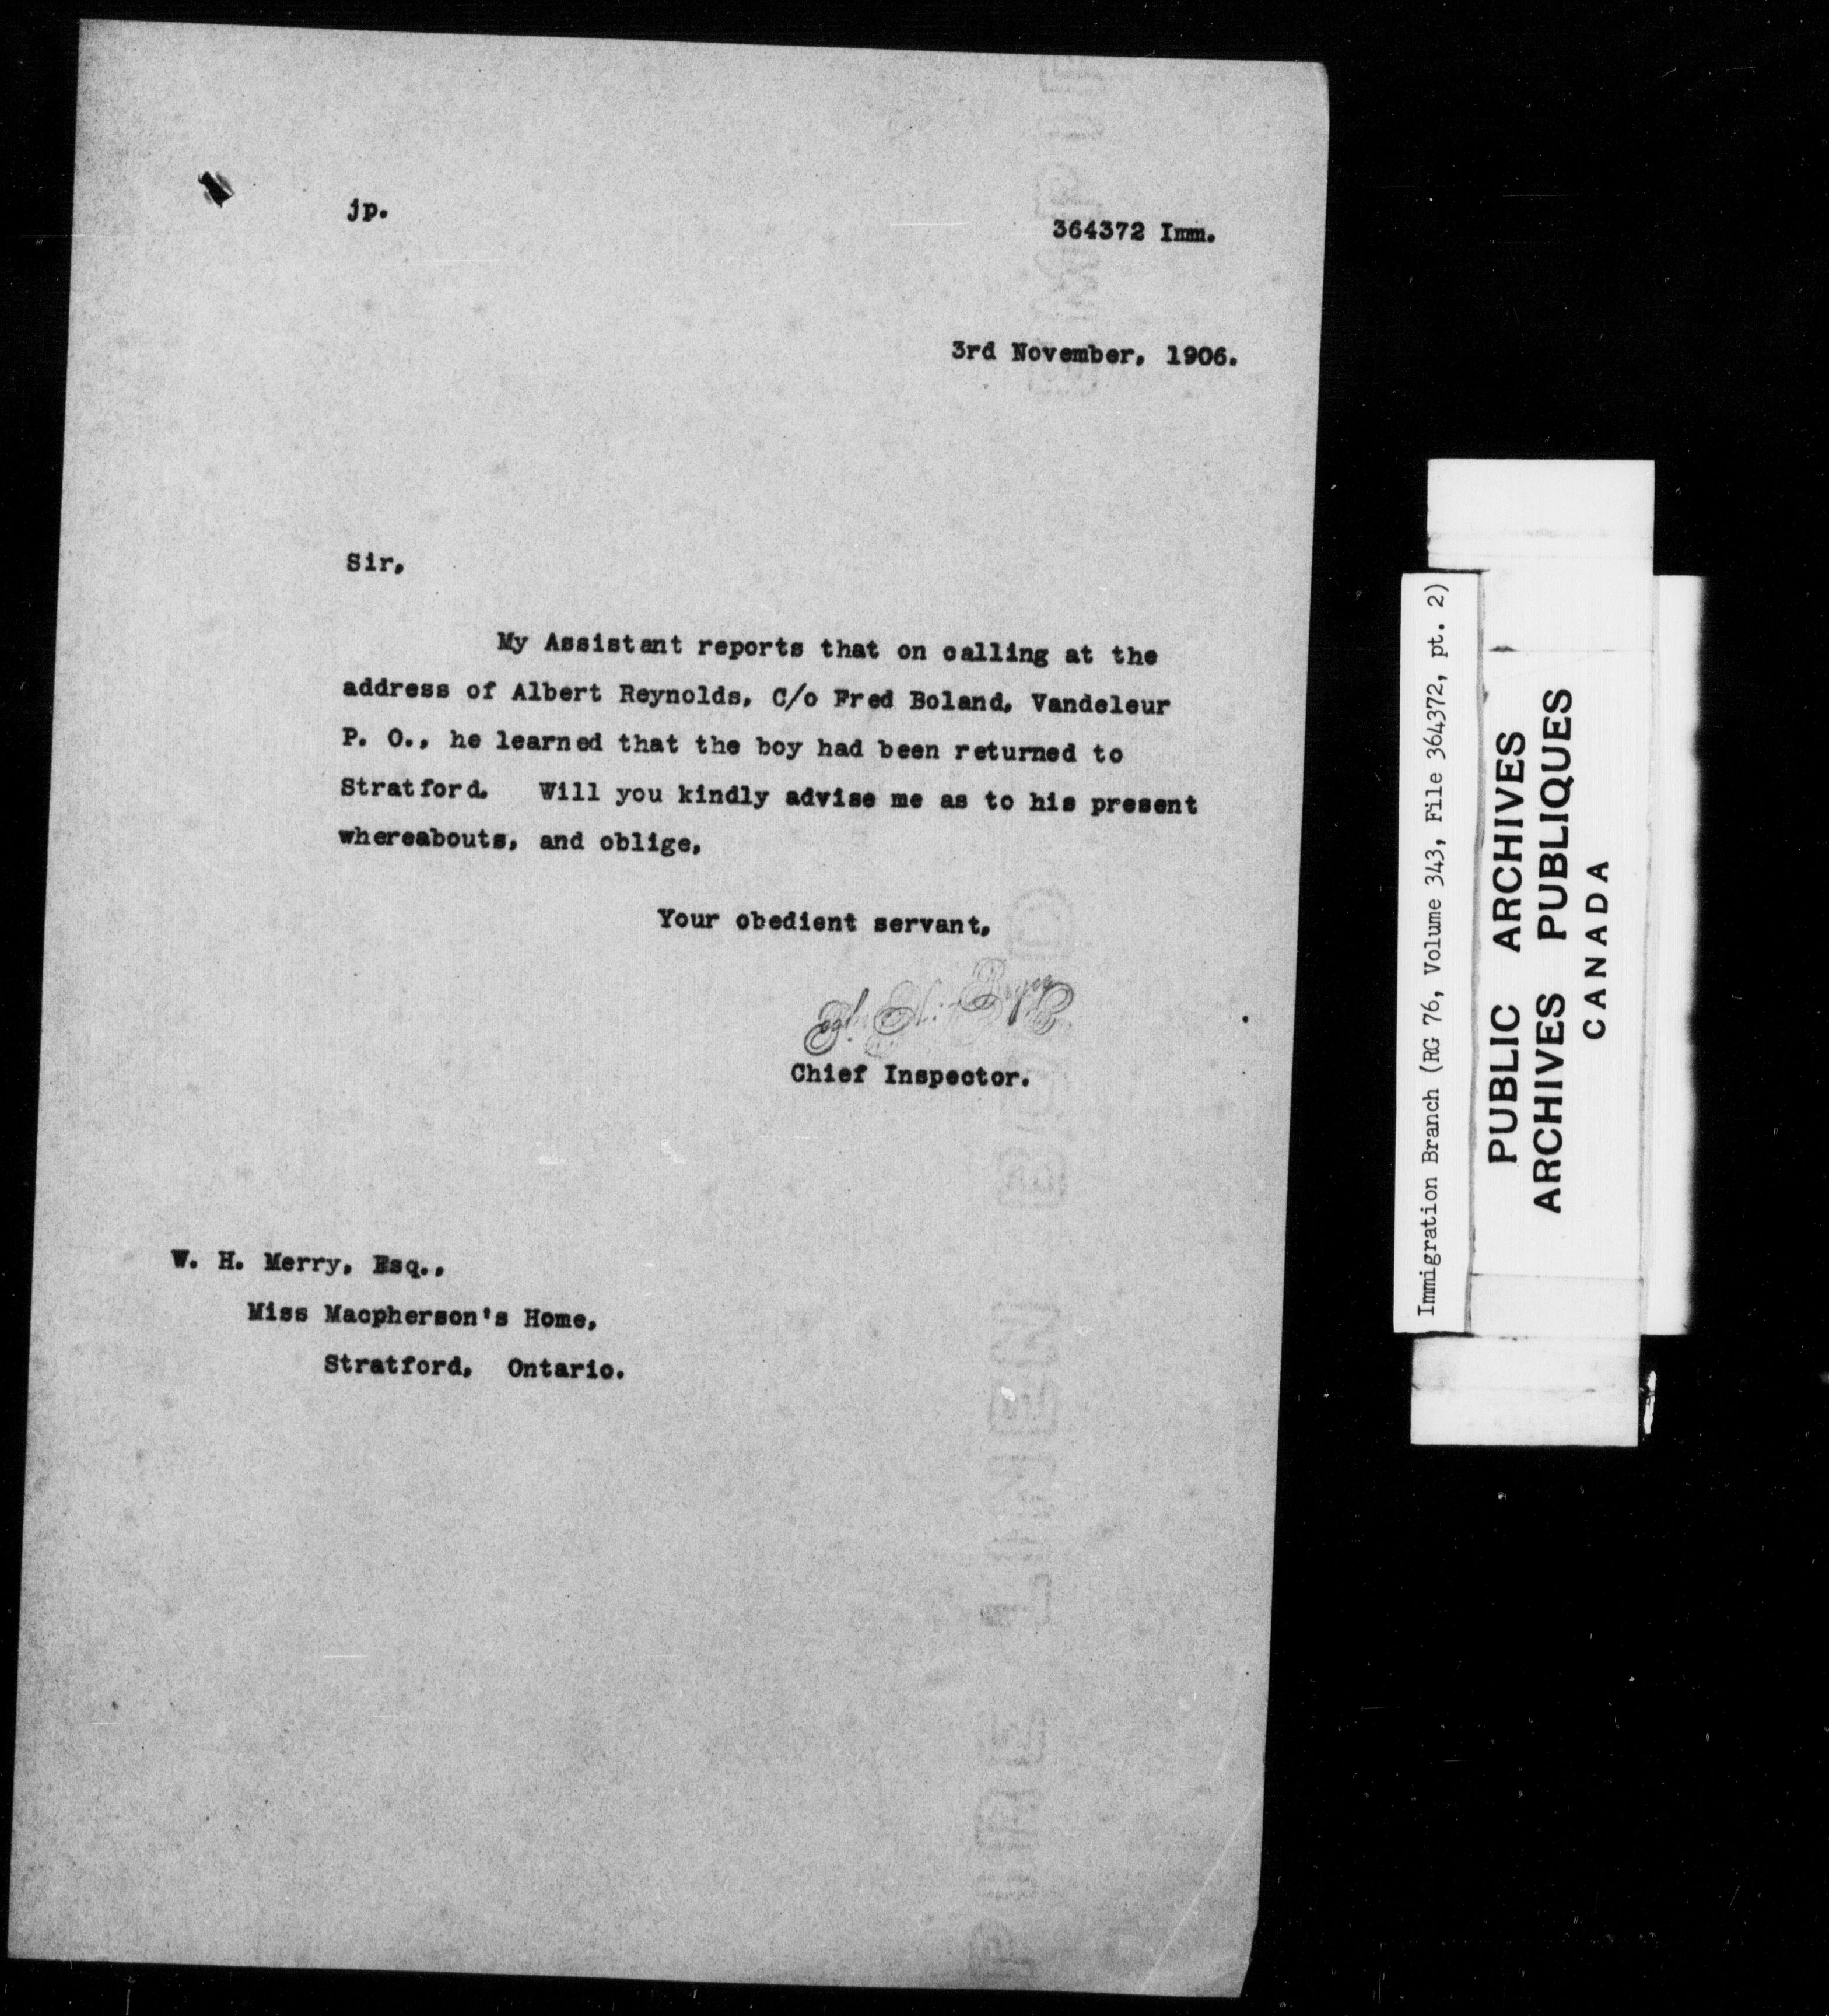 jp.
364372 Imm.
3rd November, 1906.
Sir,
My Assistant reports that on calling at the
address of Albert Reynolds, C/o Fred Boland, Vandeleur
P. O., he learned that the boy had been returned to
Stratford. Will you kindly advise me as to his present
whereabouts, and oblige,
Your obedient servant,
Chief Inspector.
W. H. Merry, Esq.,
Miss Macpherson's Home,
Stratford, Ontario.
Immigration Branch (RG 76, Volume 343, File 364372, pt. 2)
PUBLIC ARCHIVES
ARCHIVES PUBLIQUES
CANADA